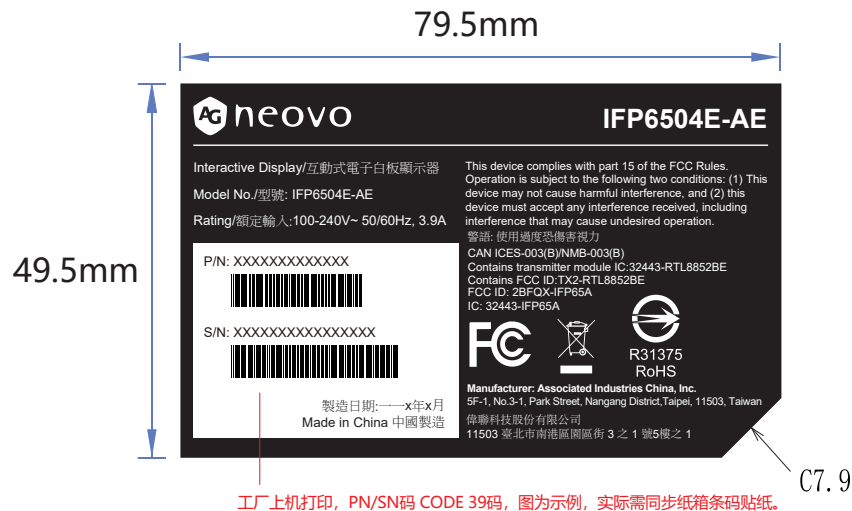 79.5mm
49.5mm
AG neovo
IFP6504E-AE
Interactive Display/互動式電子白板顯示器
Model No./型號: IFP6504E-AE
Rating/額定輸入:100-240V~ 50/60Hz, 3.9A
P/N: XXXXXXXXXXXXXX
S/N: XXXXXXXXXXXXXXXXX
製造日期:一一x年x月
Made in China 中國製造
This device complies with part 15 of the FCC Rules.
Operation is subject to the following two conditions: (1) This
device may not cause harmful interference, and (2) this
device must accept any interference received, including
interference that may cause undesired operation.
警語: 使用過度恐傷害視力
CAN ICES-003(B)/NMB-003(B)
Contains transmitter module IC:32443-RTL8852BE
Contains FCC ID:TX2-RTL8852BE
FCC ID: 2BFQX-IFP65A
IC: 32443-IFP65A
FC
R31375
RoHS
Manufacturer: Associated Industries China, Inc.
5F-1, No.3-1, Park Street, Nangang District,Taipei, 11503, Taiwan
偉聯科技股份有限公司
11503 臺北市南港區園區街 3 之 1 號5樓之 1
C7.9
工厂上机打印，PN/SN码 CODE 39码，图为示例，实际需同步纸箱条码贴纸。